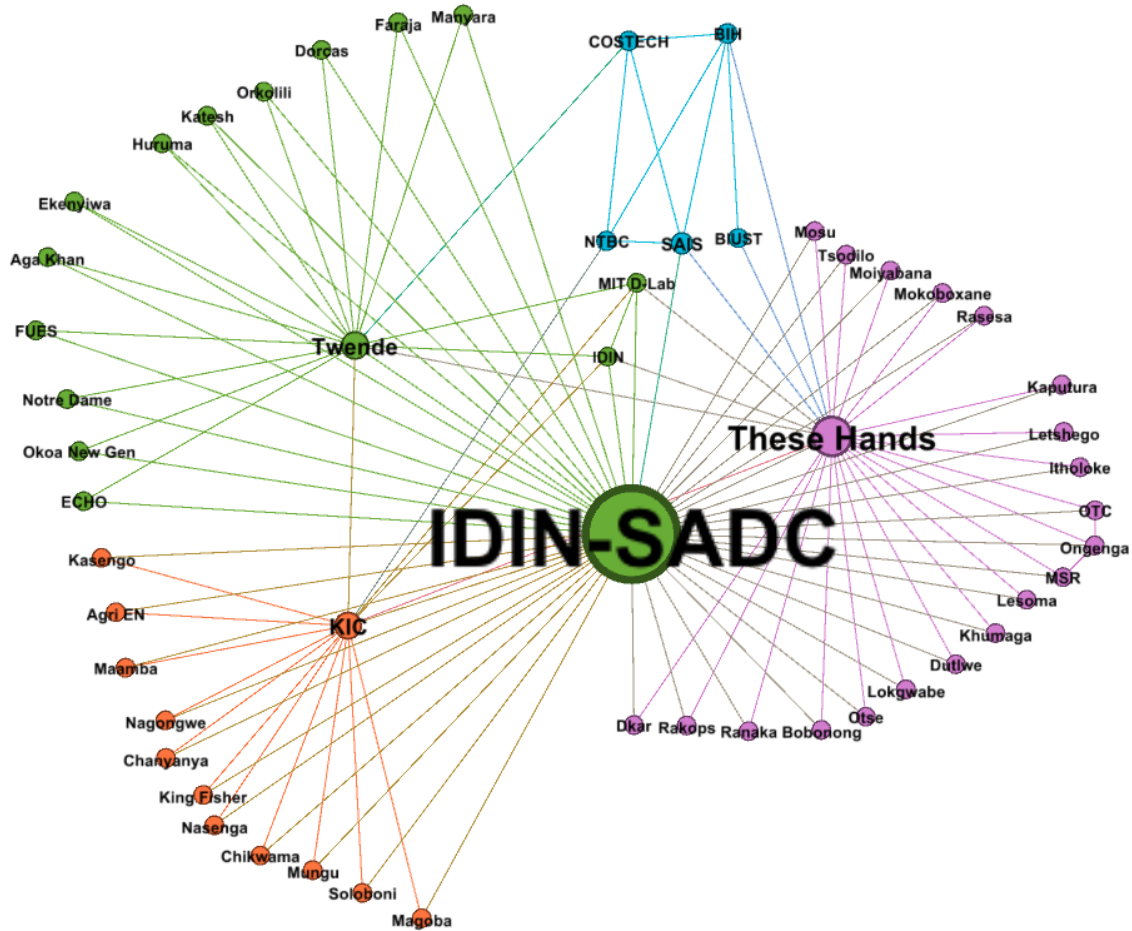 Manyara
Faraja
COSTECH
BIH
Dorcas
Orkolili
Katesh
Huruma
Ekenyiwa
Aga Khan
NTBC
SAIS
BIUST
Mosu
Tsodilo
Moiyabana
MIT D-Lab
Mokoboxane
Rasesa
FUES
Twende
IDIN
Notre Dame
Kaputura
Okoa New Gen
These Hands
Letshego
Itholoke
ECHO
OTC
IDIN-SADC
Ongenga
Kasengo
MSR
Lesoma
Agri EN
KIC
Khumaga
Maamba
Dutlwe
Lokgwabe
Nagongwe
Otse
Dkar
Rakops
Ranaka
Bobonong
Chanyanya
King Fisher
Nasenga
Chikwama
Mungu
Soloboni
Magoba